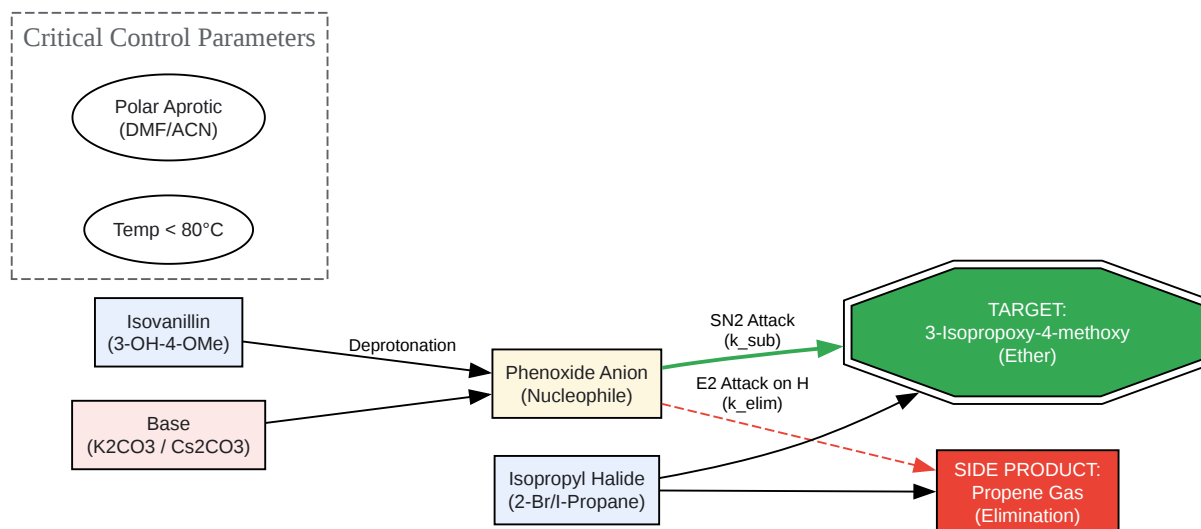 Critical Control Parameters
Polar Aprotic
(DMF/ACN)
Temp < 80°C
Isovanillin
(3-OH-4-OMe)
Deprotonation
Base
(K2CO3 / Cs2CO3)
Phenoxide Anion
(Nucleophile)
SN2 Attack
(k_sub)
E2 Attack on H
(k_elim)
Isopropyl Halide
(2-Br/I-Propane)
TARGET:
3-Isopropoxy-4-methoxy
(Ether)
SIDE PRODUCT:
Propene Gas
(Elimination)